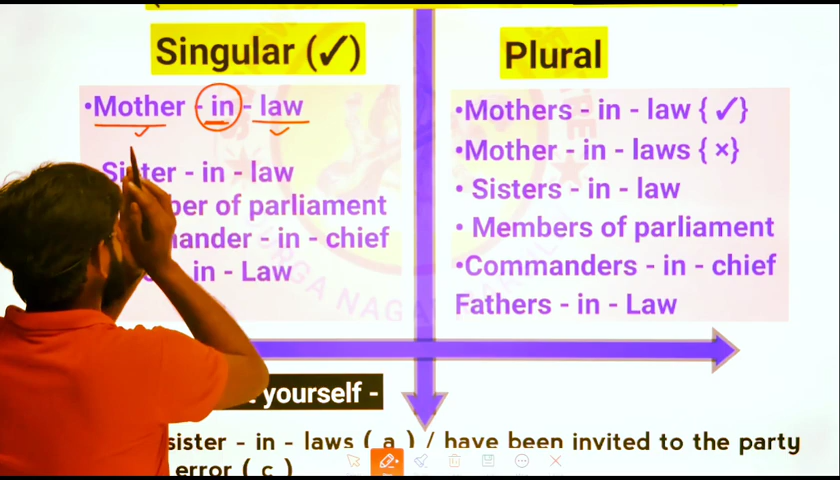 Singular (✓)
Plural
•Mother - in - law
Sister - in - law
of parliament
- in - chief
in - Law
•Mothers - in - law {✓}
•Mother - in - laws {×}
• Sisters - in - law
• Members of parliament
•Commanders - in - chief
Fathers - in - Law
yourself -
sister - in - laws ( a ) / have been invited to the party
error ( c )